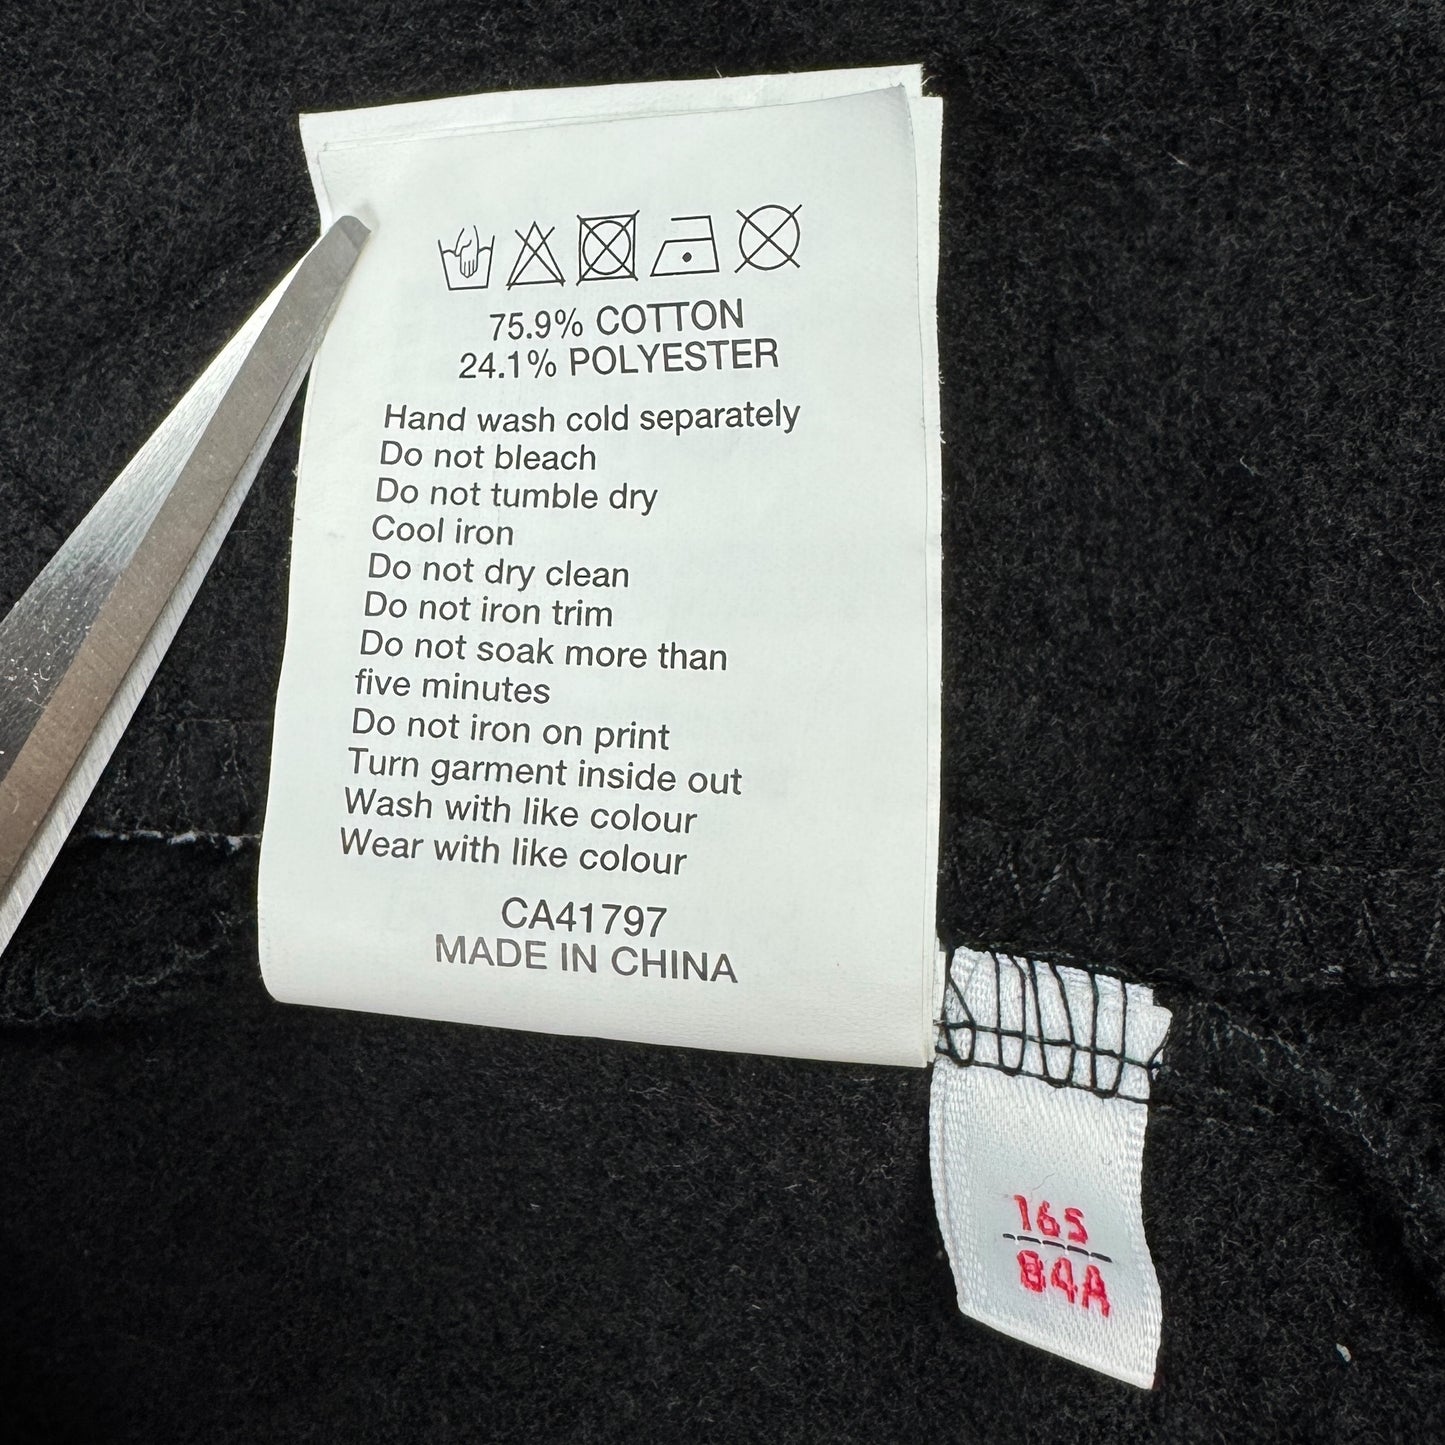 75.9% COTTON
24.1% POLYESTER
Hand wash cold separately
Do not bleach
Do not tumble dry
Cool iron
Do not dry clean
Do not iron trim
Do not soak more than
five minutes
Do not iron on print
Turn garment inside out
Wash with like colour
Wear with like colour
CA41797
MADE IN CHINA
165
84A